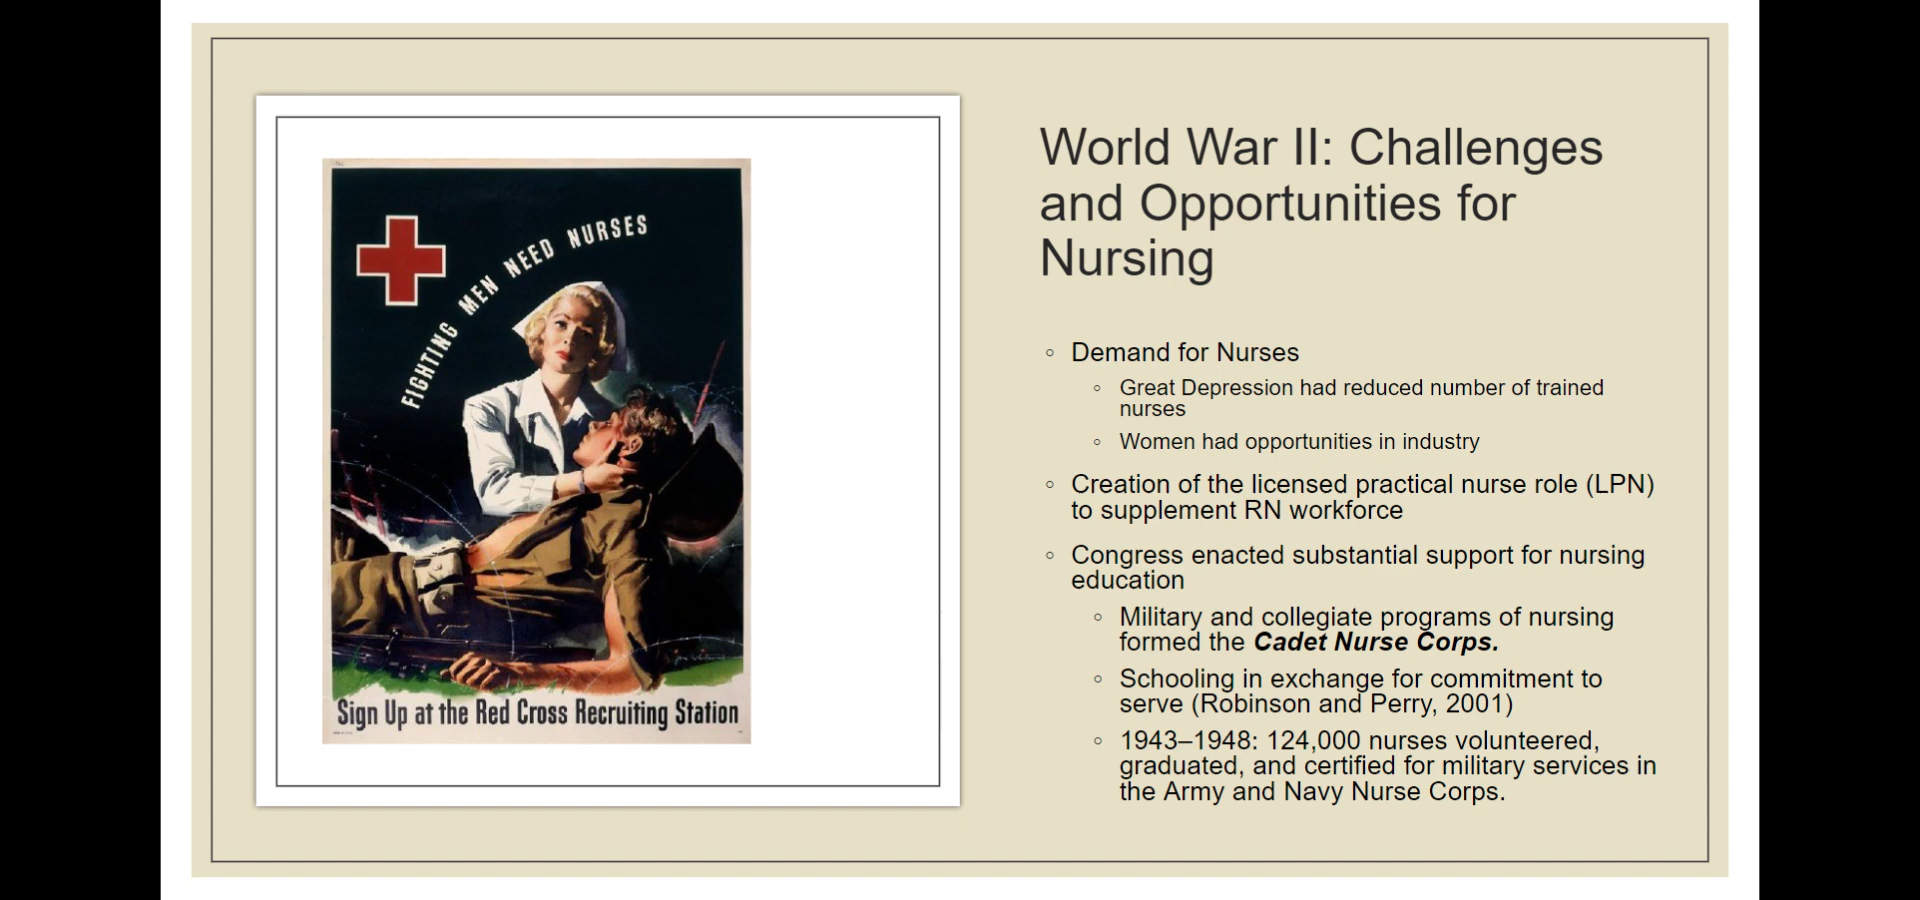 FIGHTING MEN NEED NURSES
Sign Up at the Red Cross Recruiting Station
World War II: Challenges
and Opportunities for
Nursing
◦ Demand for Nurses
◦ Great Depression had reduced number of trained
nurses
◦ Women had opportunities in industry
◦ Creation of the licensed practical nurse role (LPN)
to supplement RN workforce
◦ Congress enacted substantial support for nursing
education
◦ Military and collegiate programs of nursing
formed the Cadet Nurse Corps.
◦ Schooling in exchange for commitment to
serve (Robinson and Perry, 2001)
◦ 1943–1948: 124,000 nurses volunteered,
graduated, and certified for military services in
the Army and Navy Nurse Corps.